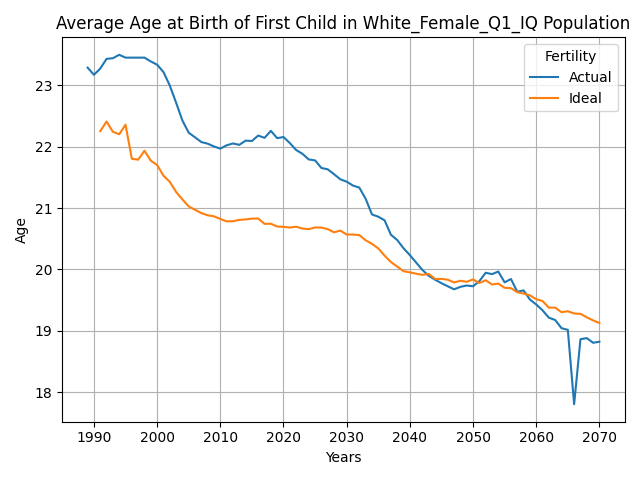 Average Age at Birth of First Child in White_Female_Q1_IQ Population
Fertility
Actual
Ideal
Age
23
22
21
20
19
18
1990 2000 2010 2020 2030 2040 2050 2060 2070
Years